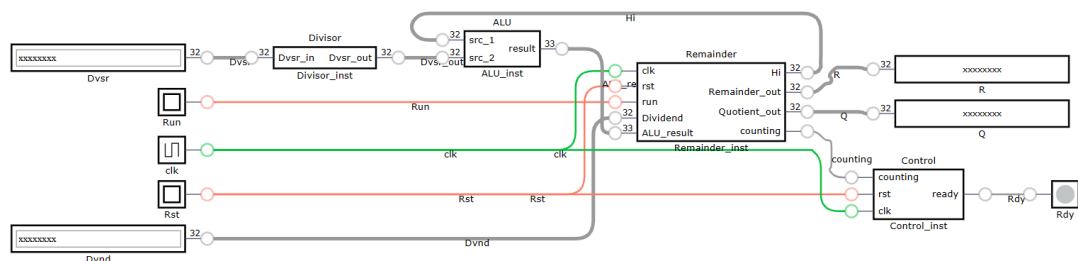 Hi
ALU
Divisor
32
src_1
32
src_2
result
33
ALU_inst
xxxxxxxx
32
Dvsr
Dvsr
32
Dvsr_in
Dvsr_out
32
Dvsr_out
Divisor_inst
Remainder
clk
rst
run
32
Dividend
33
ALU_result
Hi
32
Remainder_out
32
Quotient_out
32
counting
Remainder_inst
R
32
xxxxxxxx
R
Q
32
xxxxxxxx
Q
Run
Run
clk
clk
clk
Rst
Rst
Rst
counting
Control
counting
rst
clk
ready
Control_inst
Rdy
Rdy
xxxxxxxx
32
Dvnd
Dvnd